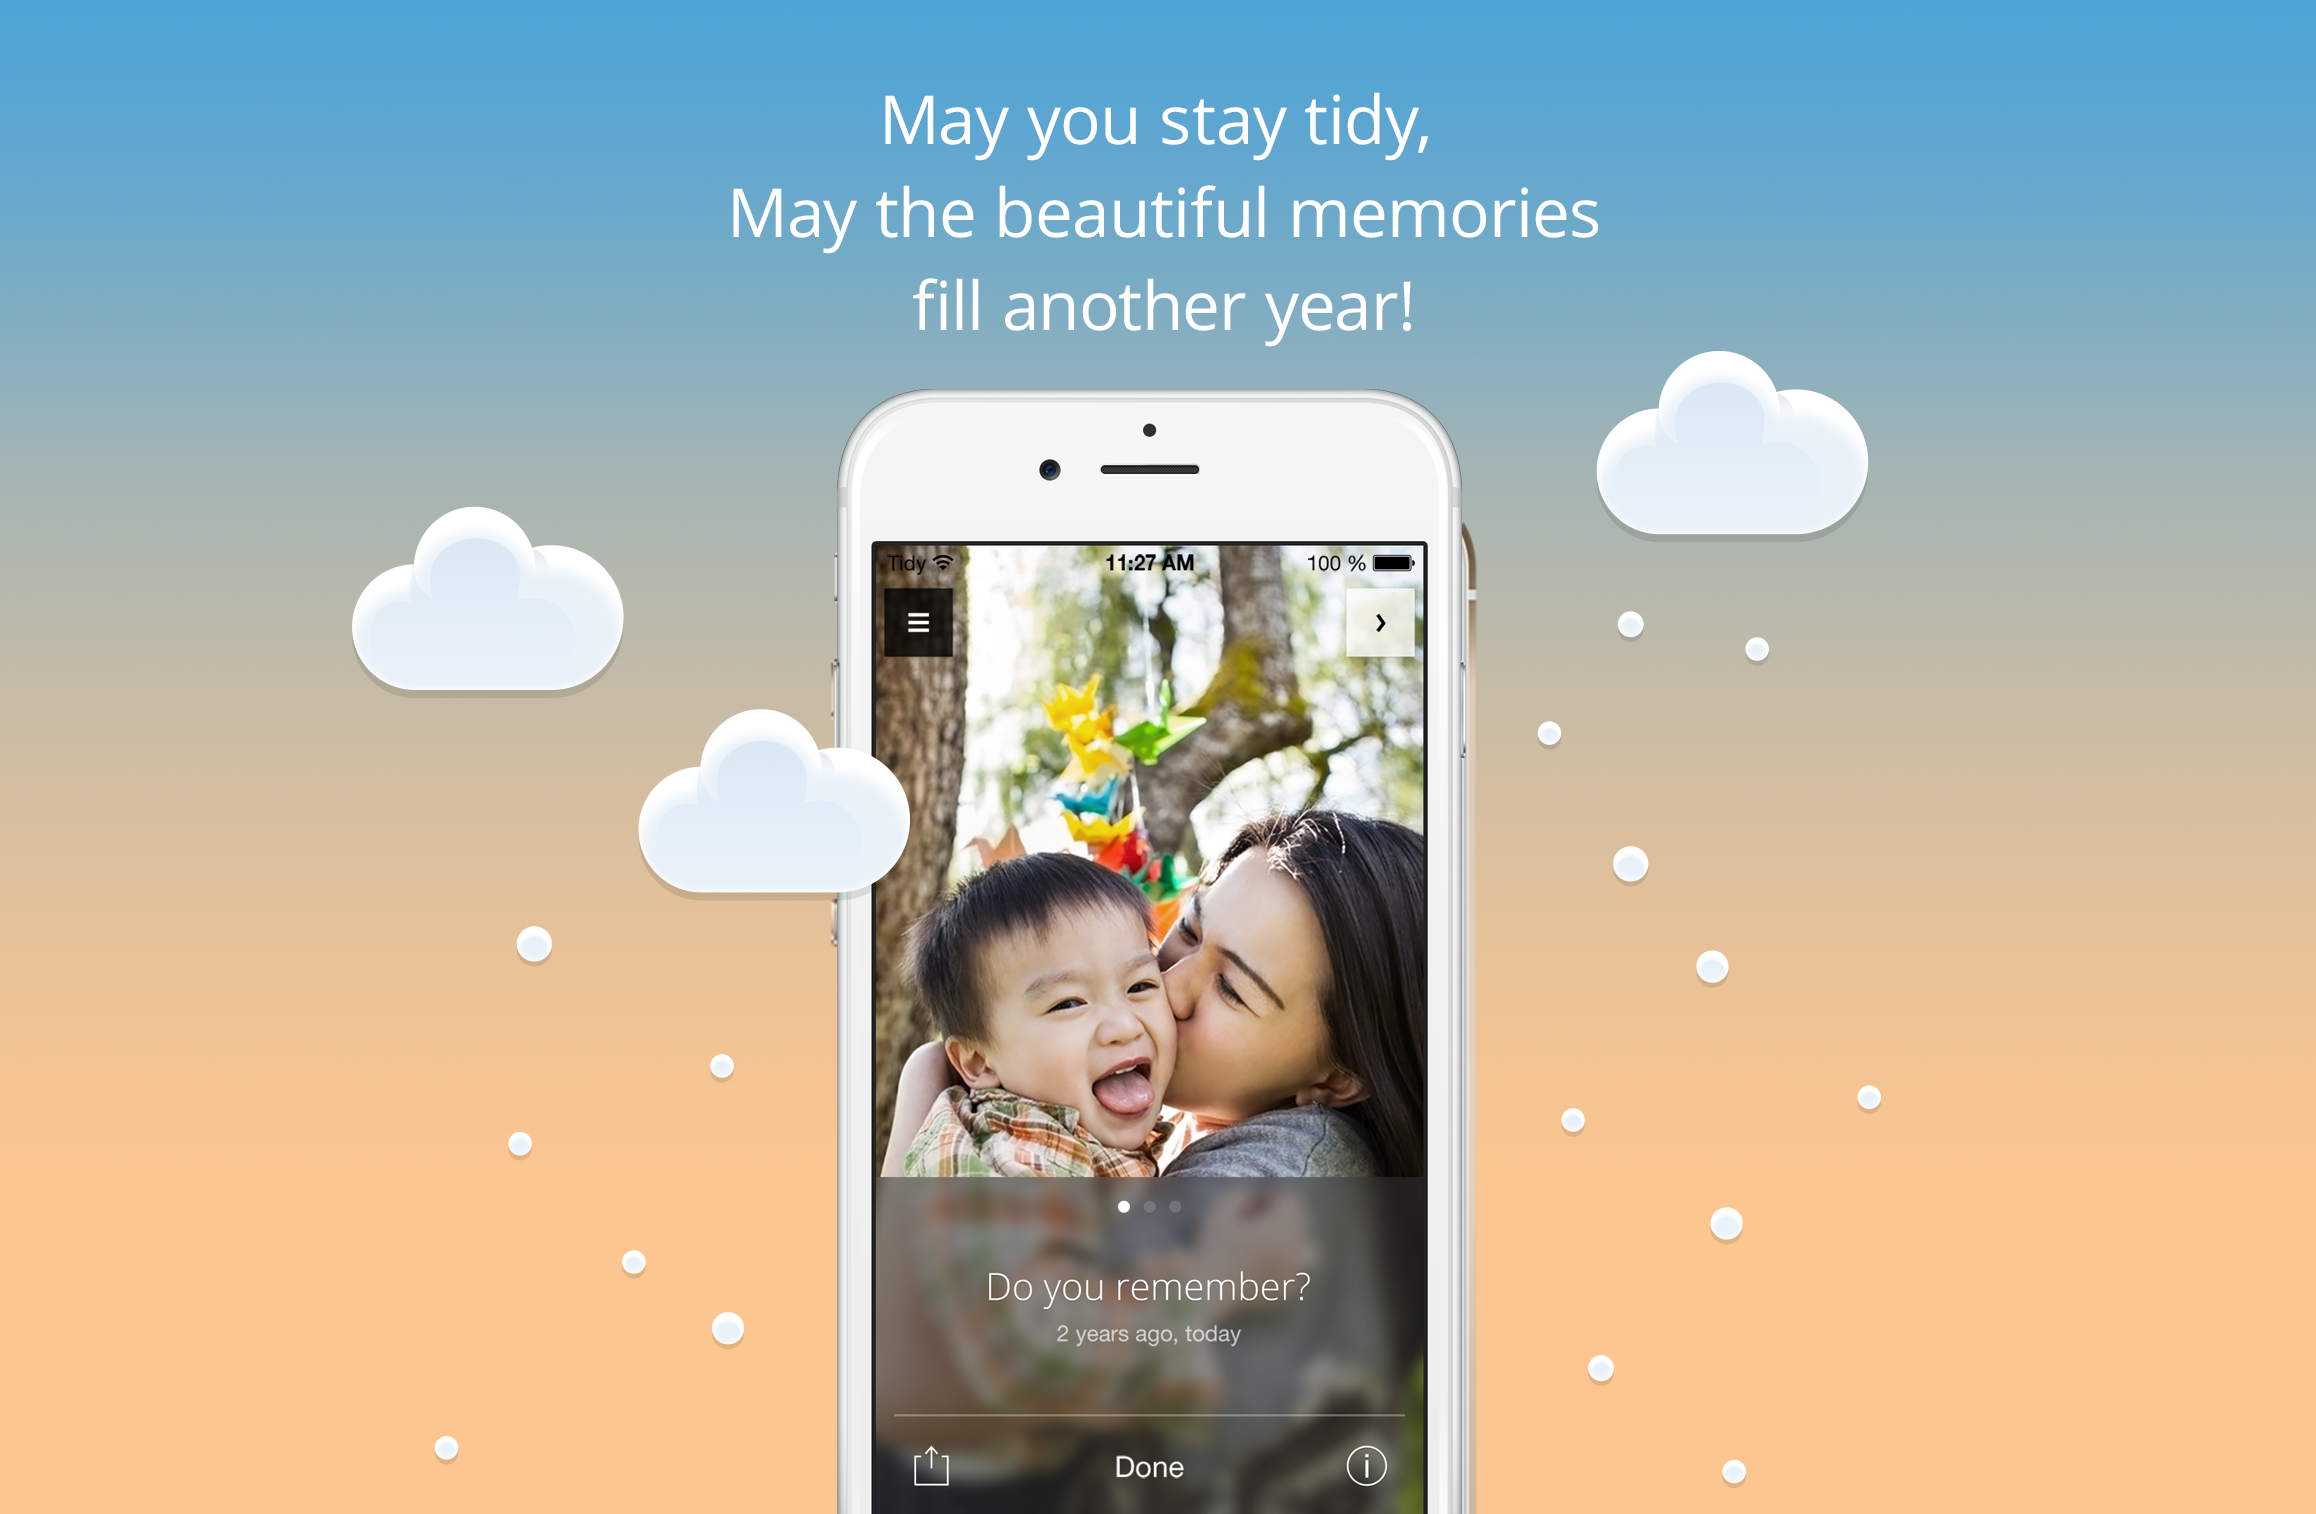 May you stay tidy,
May the beautiful memories
fill another year!
Tidy 11:27 AM 100 %
Do you remember?
2 years ago, today
Done